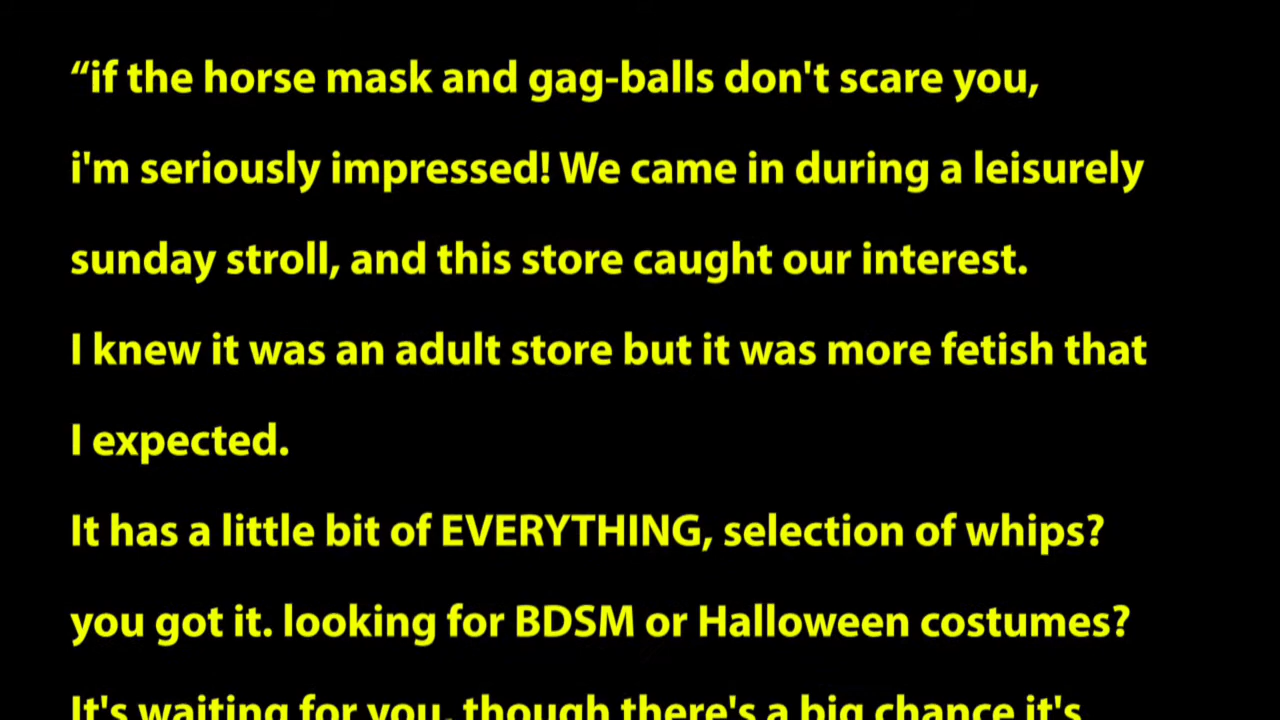 “if the horse mask and gag-balls don't scare you,
i'm seriously impressed! We came in during a leisurely
sunday stroll, and this store caught our interest.
I knew it was an adult store but it was more fetish that
I expected.
It has a little bit of EVERYTHING, selection of whips?
you got it. looking for BDSM or Halloween costumes?
It's waiting for you, though there's a big chance it's